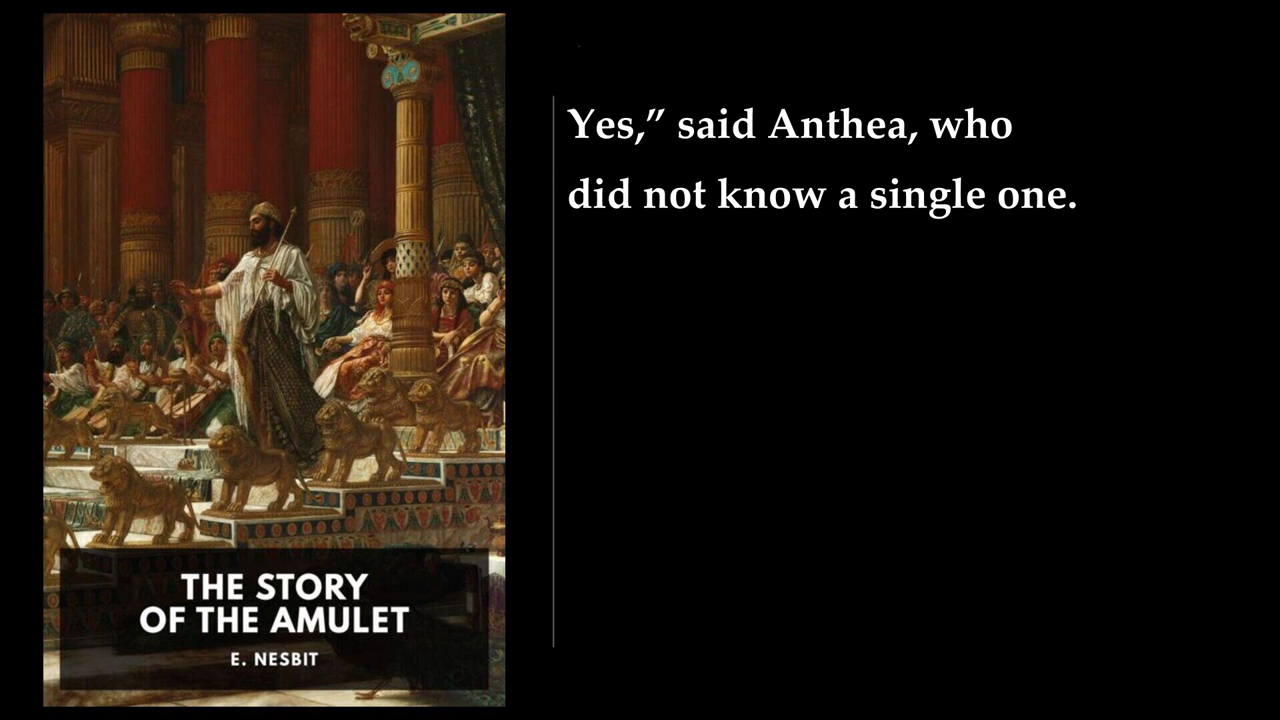 Yes,” said Anthea, who
did not know a single one.
THE STORY
OF THE AMULET
E. NESBIT